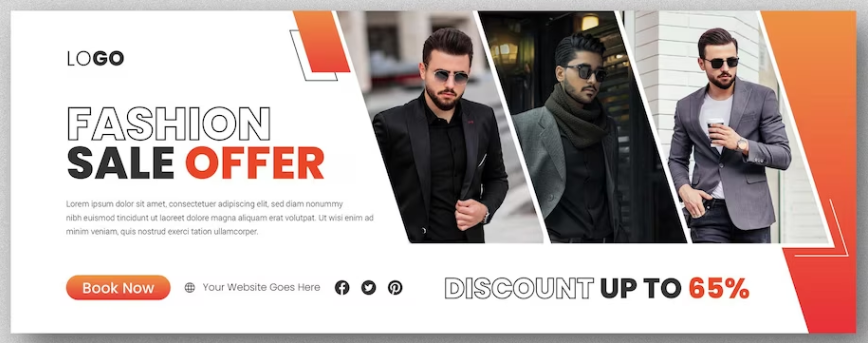 LOGO
FASHION
SALE OFFER
Lorem ipsum dolor sit amet, consectetuer adipiscing elit, sed diam nonummy
nibh euismod tincidunt ut laoreet dolore magna aliquam erat volutpat. Ut wisi enim ad
minim veniam, quis nostrud exerci tation ullamcorper.
Book Now
Your Website Goes Here
DISCOUNT UP TO 65%